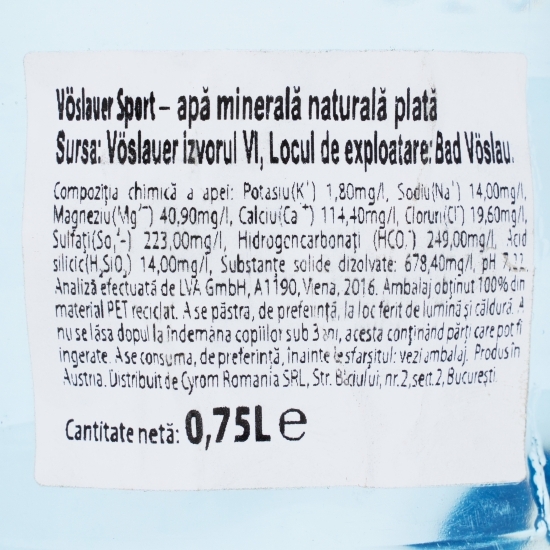 Vöslauer Sport – apă minerală naturală plată
Sursa: Vöslauer izvorul VI, Locul de exploatare: Bad Vöslau.
Compoziția chimică a apei: Potasiu(K⁺) 1,80mg/l, Sodiu(Na⁺) 14,00mg/l,
Magneziu(Mg²⁺) 40,90mg/l, Calciu(Ca²⁺) 114,40mg/l, Cloruri(Cl⁻) 19,60mg/l,
Sulfați(So₄²-) 223,00mg/l, Hidrogencarbonați (HCO₃⁻) 249,00mg/l, Acid
silicic(H₂SiO₃) 14,00mg/l, Substanțe solide dizolvate: 678,40mg/l, pH 7,22.
Analiză efectuată de LVA GmbH, A1190, Viena, 2016. Ambalaj obținut 100% din
material PET reciclat. A se păstra, de preferință, la loc ferit de lumină și căldură. A
nu se lăsa dopul la îndemâna copiilor sub 3 ani, acesta conținând părți care pot fi
ingerate. A se consuma, de preferință, înainte de sfârșitul: vezi ambalaj. Produs în
Austria. Distribuit de Cyrom Romania SRL, Str. Băciului, nr.2, sect.2, București.
Cantitate netă: 0,75L ℮